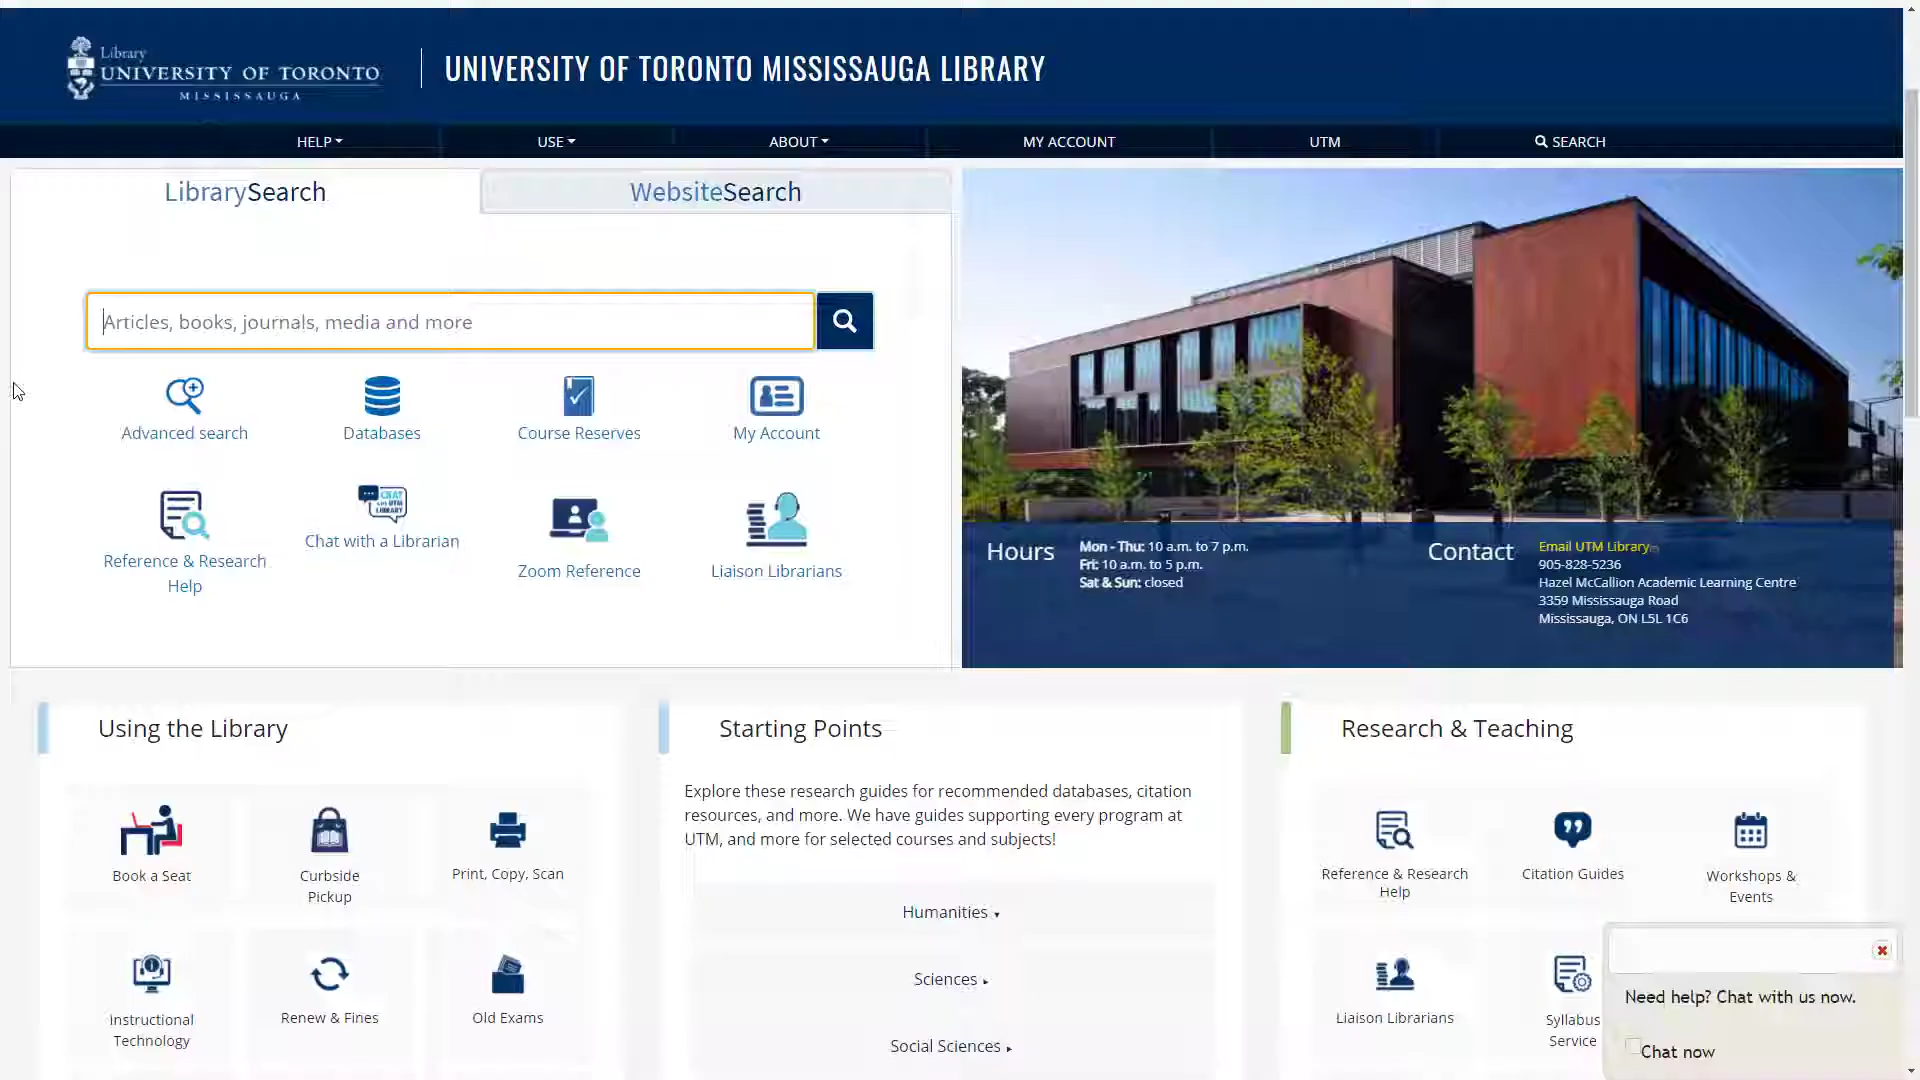 Library
UNIVERSITY OF TORONTO
MISSISSAUGA
UNIVERSITY OF TORONTO MISSISSAUGA LIBRARY
HELP
USE
ABOUT
MY ACCOUNT
UTM
SEARCH
LibrarySearch
WebsiteSearch
Articles, books, journals, media and more
Advanced search
Databases
Course Reserves
My Account
CHAT
WITH UTM
LIBRARY
Reference & Research
Help
Chat with a Librarian
Zoom Reference
Liaison Librarians
Hours
Mon - Thu: 10 a.m. to 7 p.m.
Fri: 10 a.m. to 5 p.m.
Sat & Sun: closed
Contact
Email UTM Library
905-828-5236
Hazel McCallion Academic Learning Centre
3359 Mississauga Road
Mississauga, ON L5L 1C6
Using the Library
Book a Seat
Curbside
Pickup
Print, Copy, Scan
Instructional
Technology
Renew & Fines
Old Exams
Starting Points
Explore these research guides for recommended databases, citation
resources, and more. We have guides supporting every program at
UTM, and more for selected courses and subjects!
Humanities
Sciences
Social Sciences
Research & Teaching
Reference & Research
Help
Citation Guides
Workshops &
Events
Liaison Librarians
Syllabus
Service
Need help? Chat with us now.
Chat now